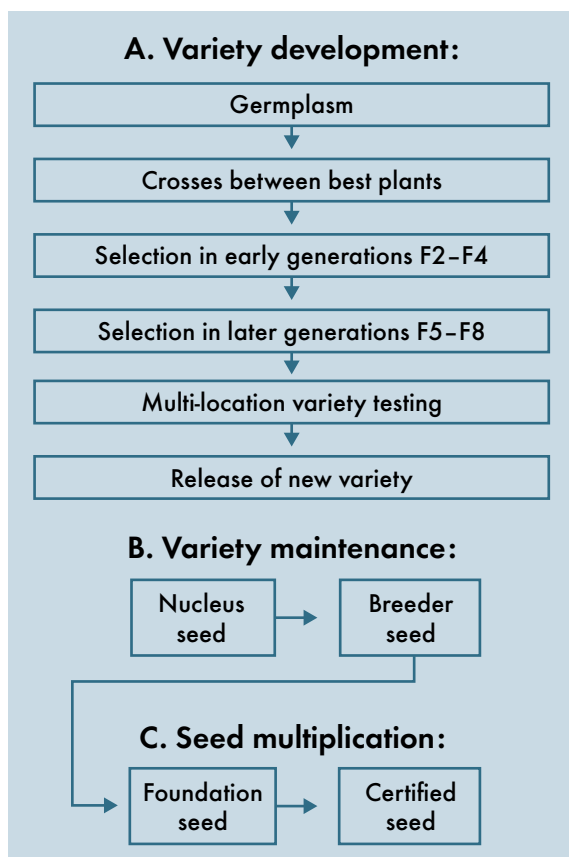 A. Variety development:
Germplasm
Crosses between best plants
Selection in early generations F2–F4
Selection in later generations F5–F8
Multi-location variety testing
Release of new variety
B. Variety maintenance:
Nucleus
seed
Breeder
seed
C. Seed multiplication:
Foundation
seed
Certified
seed